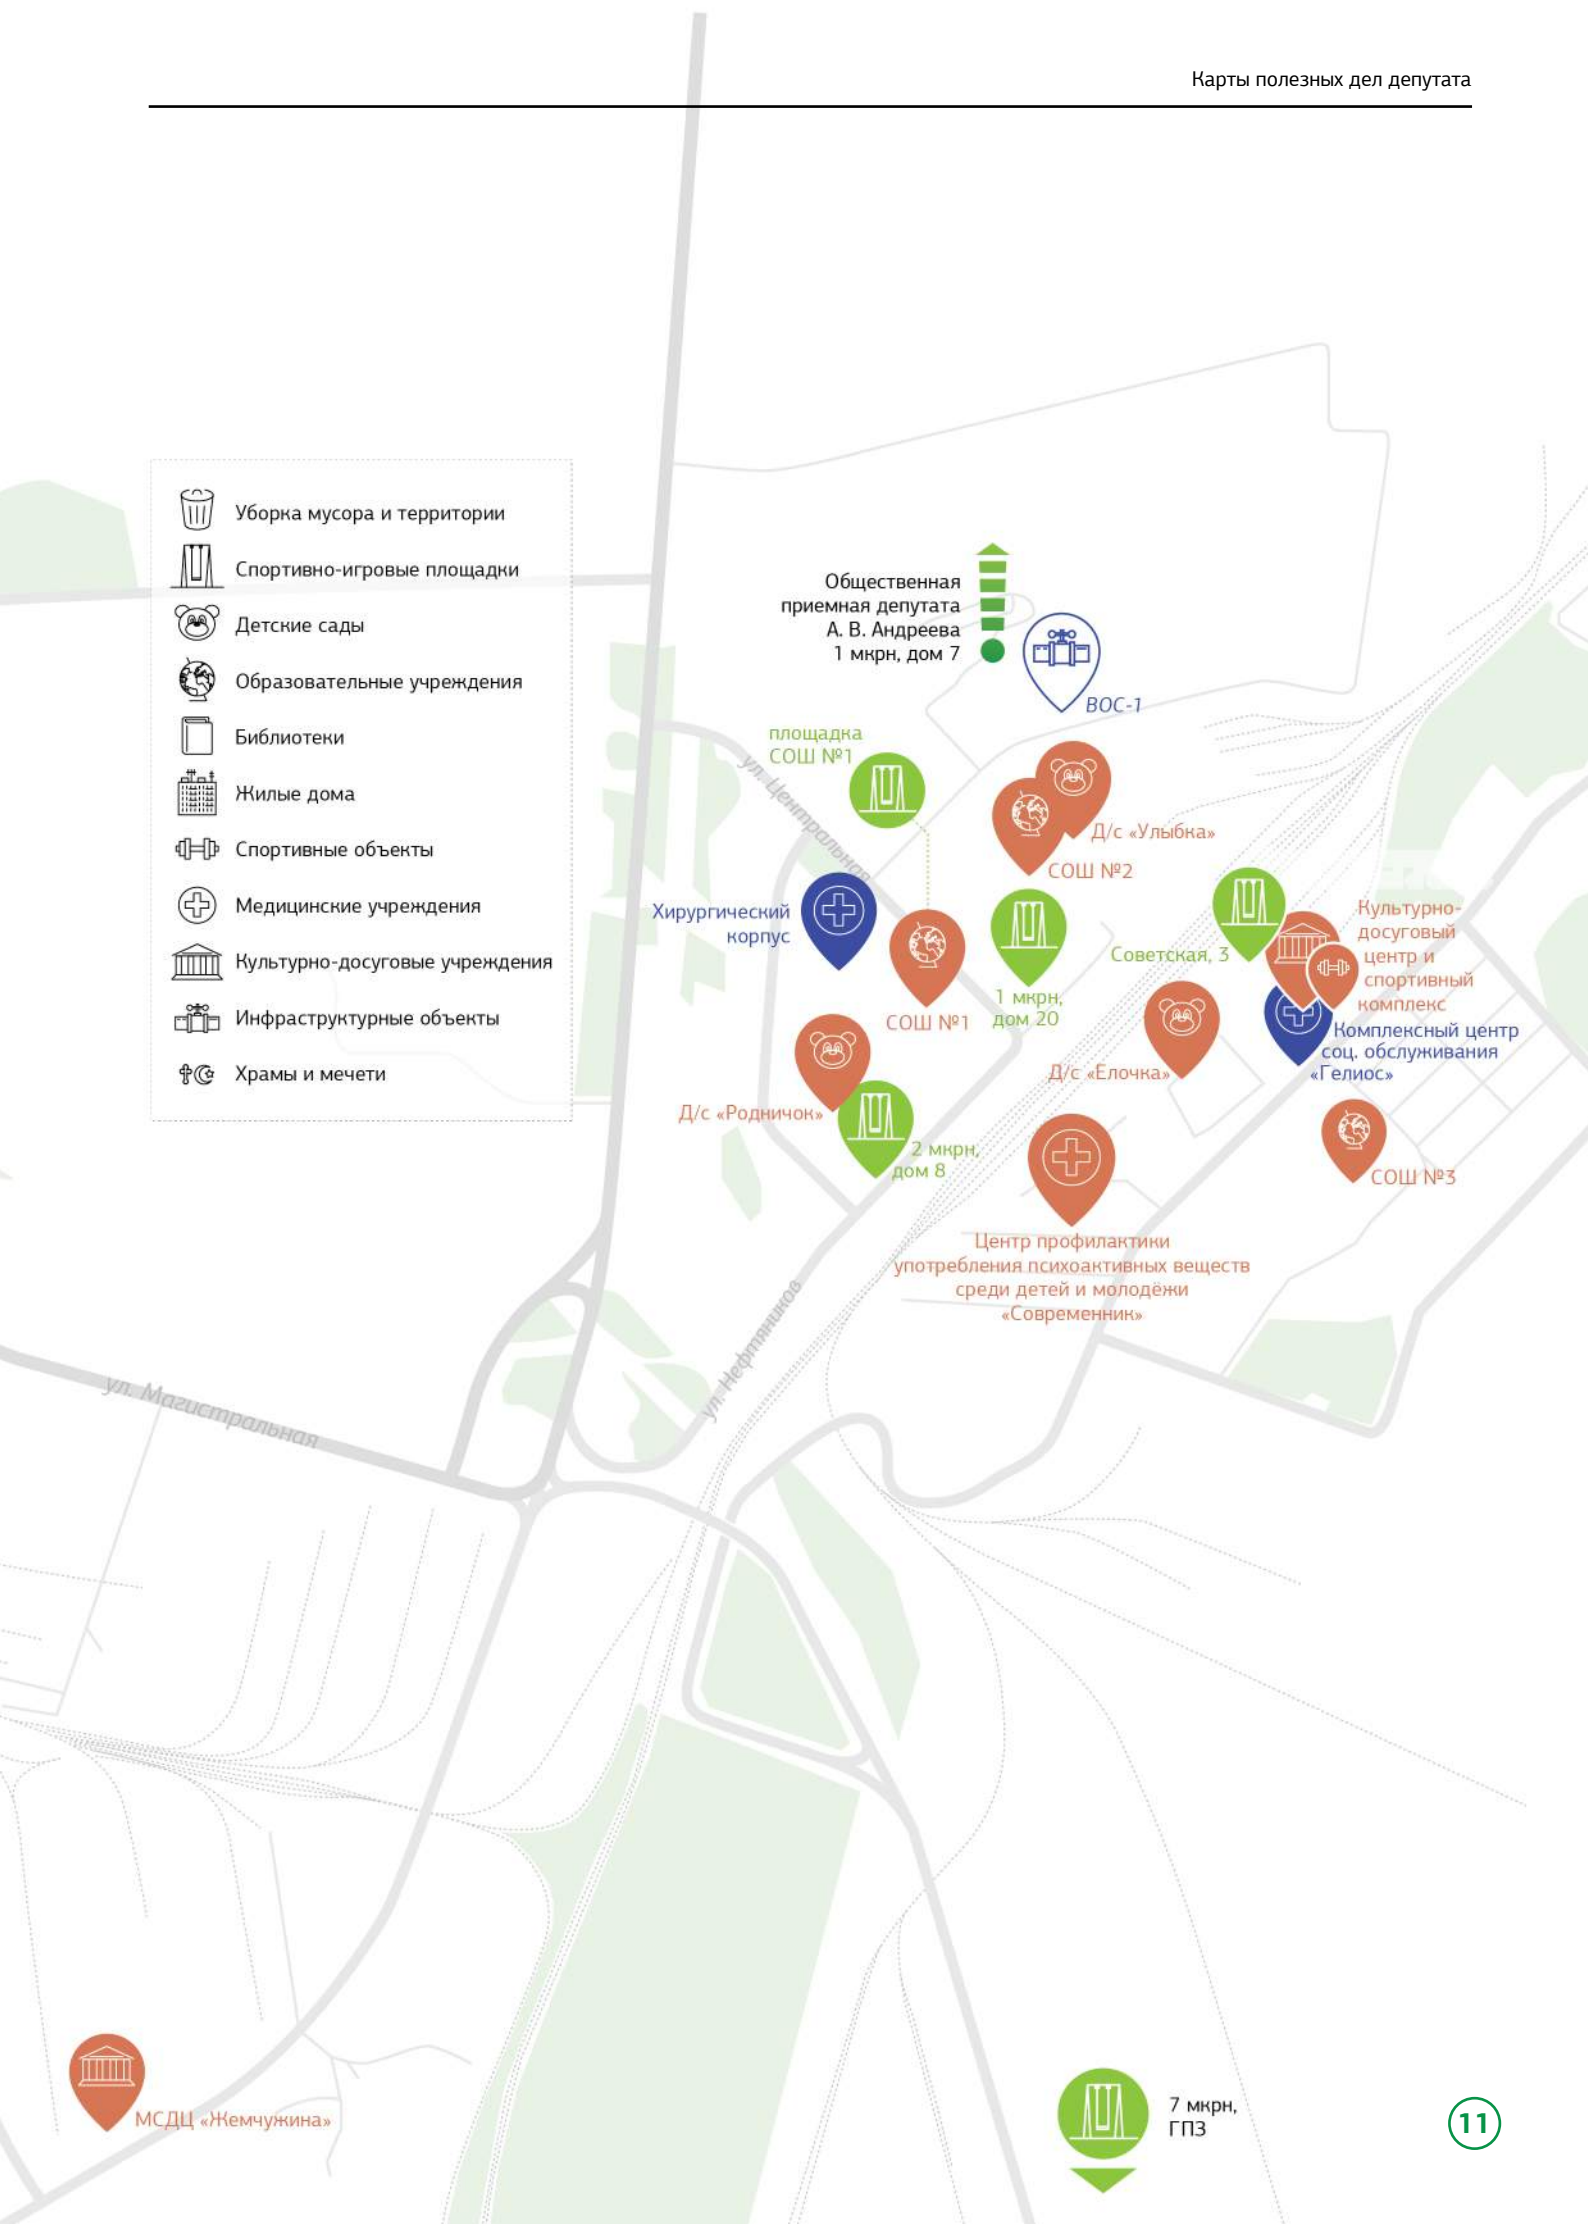 Карты полезных дел депутата
Уборка мусора и территории
Спортивно-игровые площадки
Детские сады
Образовательные учреждения
Библиотеки
Жилые дома
Спортивные объекты
Медицинские учреждения
Культурно-досуговые учреждения
Инфраструктурные объекты
Храмы и мечети
Общественная
приемная депутата
А. В. Андреева
1 мкрн, дом 7
ВОС-1
площадка
СОШ №1
ул. Центральная
Д/с «Улыбка»
СОШ №2
Хирургический
корпус
СОШ №1
1 мкрн,
дом 20
Советская, 3
Культурно-
досуговый
центр и
спортивный
комплекс
Комплексный центр
соц. обслуживания
«Гелиос»
Д/с «Ёлочка»
Д/с «Родничок»
2 мкрн,
дом 8
СОШ №3
Центр профилактики
употребления психоактивных веществ
среди детей и молодёжи
«Современник»
ул. Нефтяников
ул. Магистральная
МСДЦ «Жемчужина»
7 мкрн,
ГПЗ
11